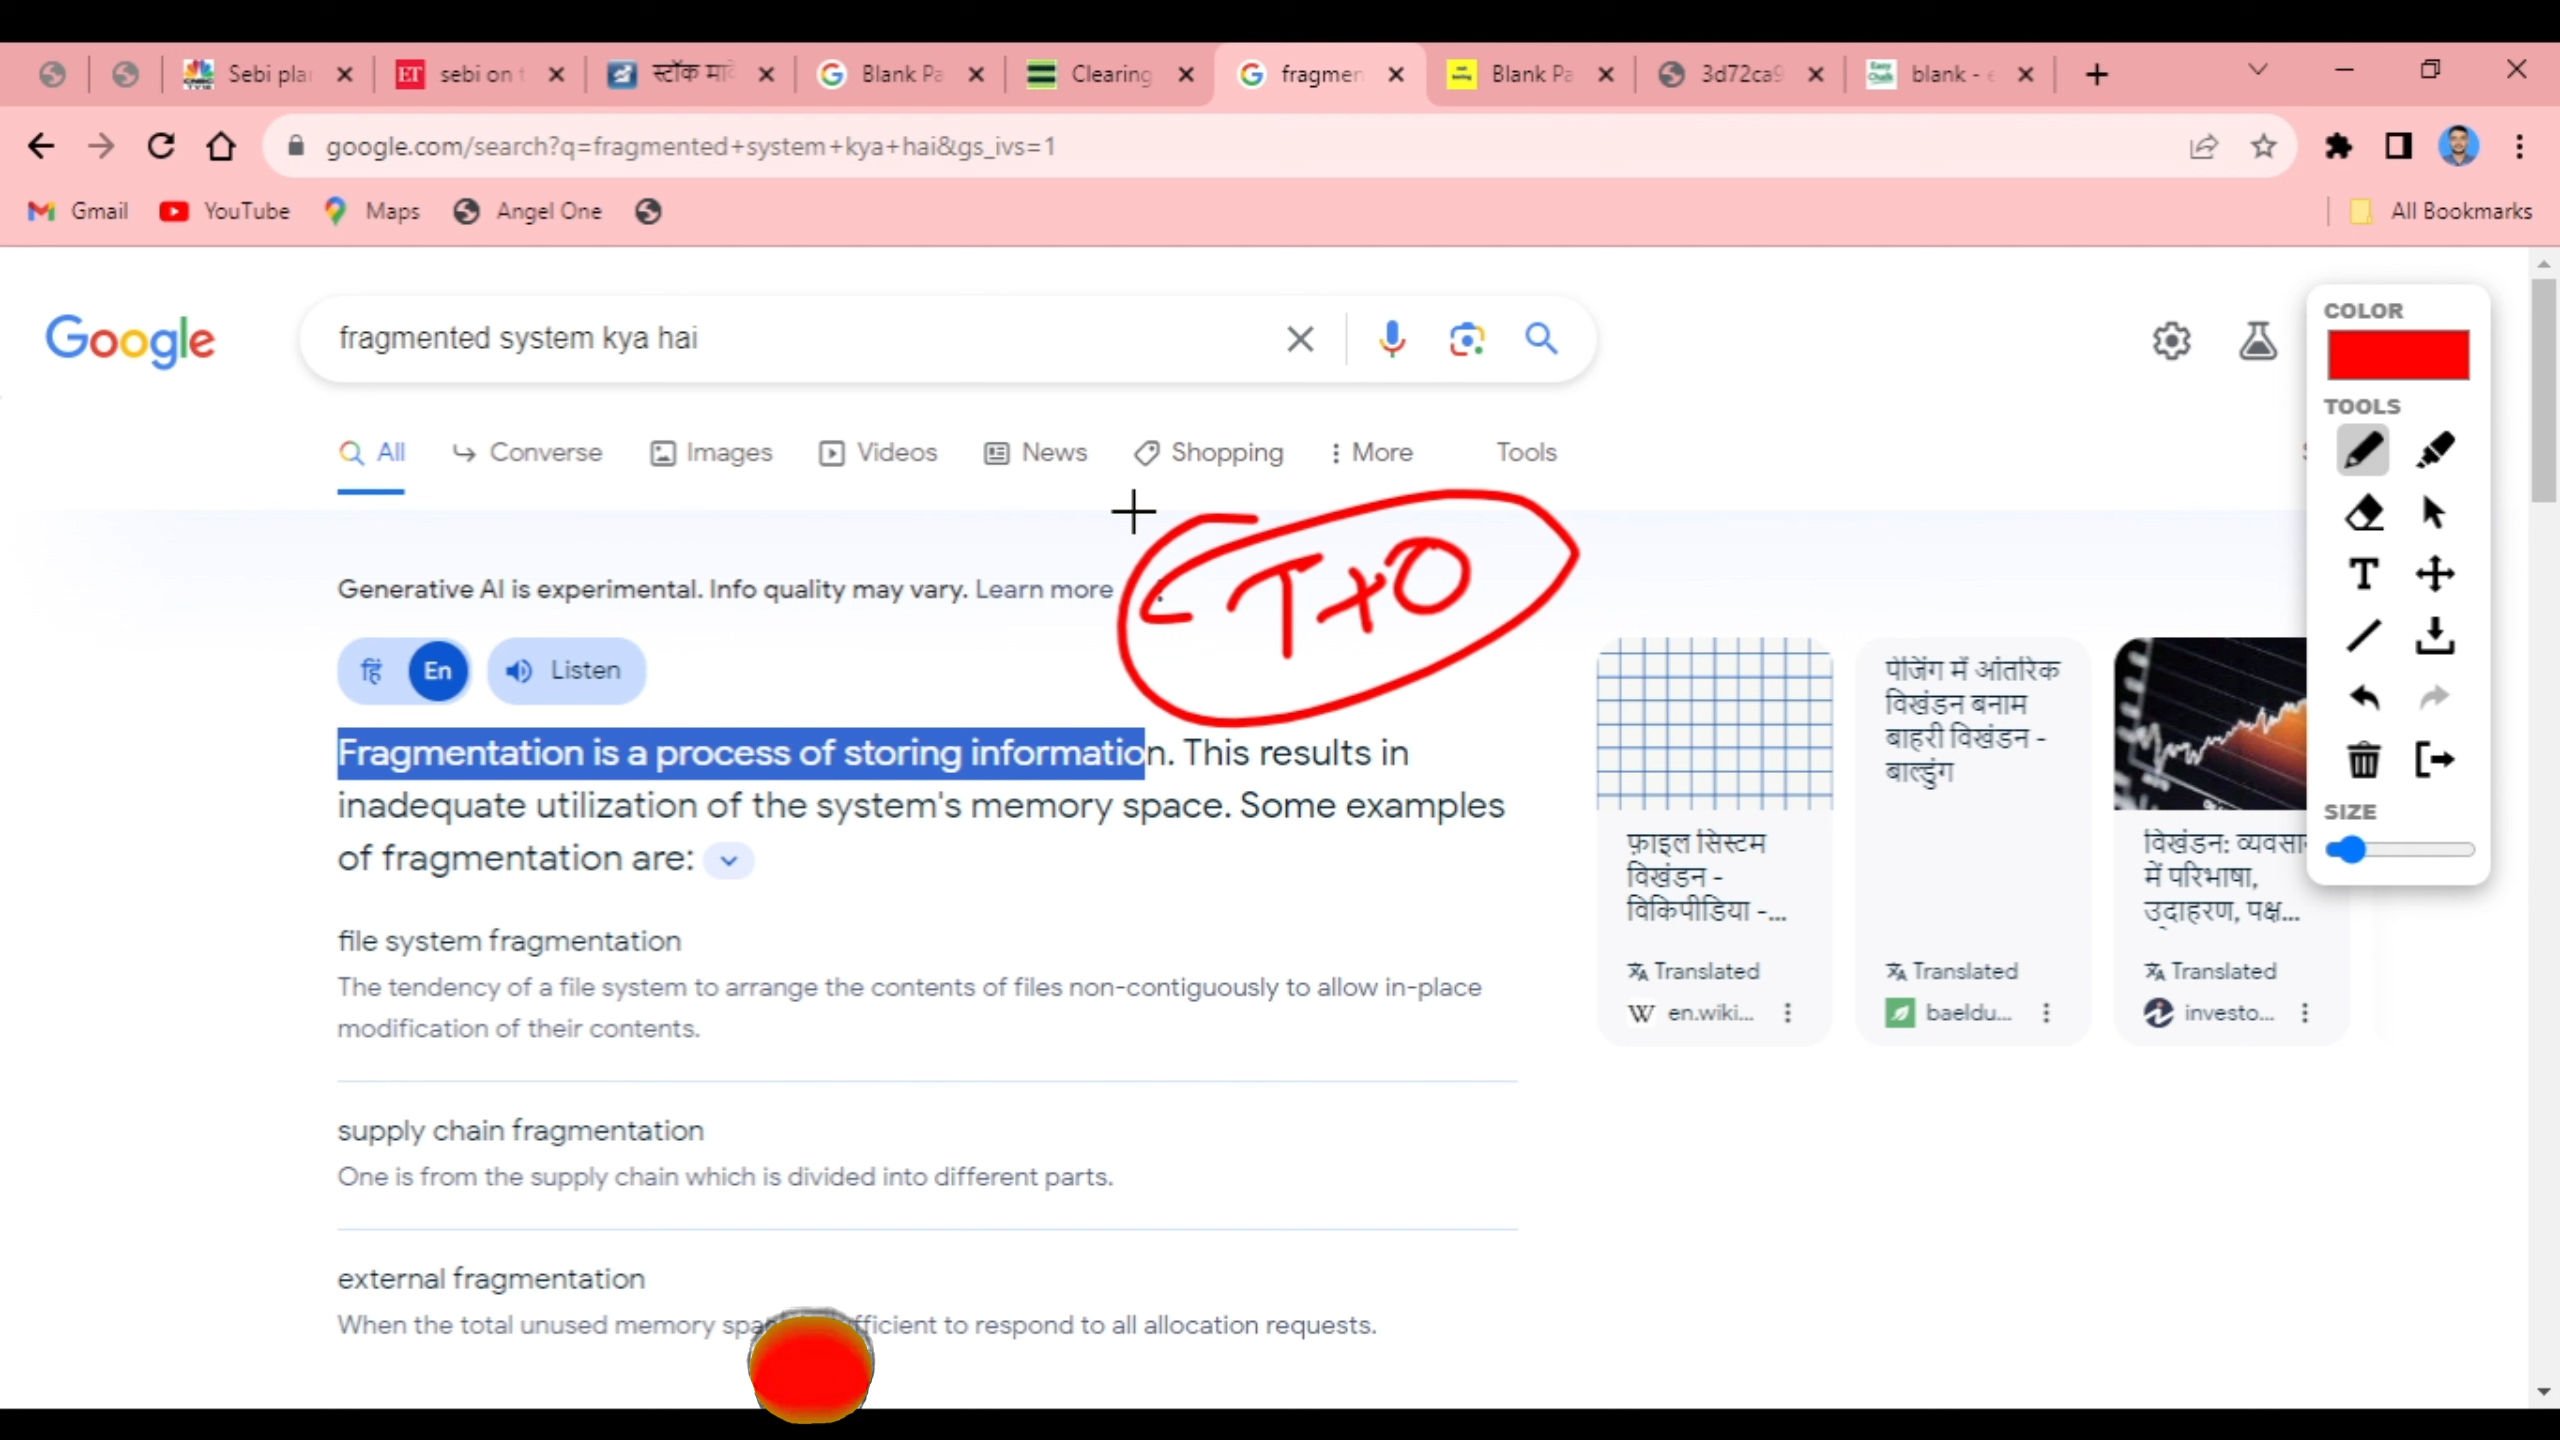 Sebi pla
sebi on t
स्टॉक मार्
Blank Pa
Clearing
fragmen
Blank Pa
3d72ca9
blank - e
google.com/search?q=fragmented+system+kya+hai&gs_ivs=1
Gmail
YouTube
Maps
Angel One
All Bookmarks
Google
fragmented system kya hai
All
Converse
Images
Videos
News
Shopping
More
Tools
COLOR
TOOLS
SIZE
T+0
Generative AI is experimental. Info quality may vary. Learn more
हिं
En
Listen
Fragmentation is a process of storing information. This results in
inadequate utilization of the system's memory space. Some examples
of fragmentation are:
file system fragmentation
The tendency of a file system to arrange the contents of files non-contiguously to allow in-place
modification of their contents.
supply chain fragmentation
One is from the supply chain which is divided into different parts.
external fragmentation
When the total unused memory spa fficient to respond to all allocation requests.
फ़ाइल सिस्टम
विखंडन -
विकिपीडिया -...
Translated
en.wiki...
पेजिंग में आंतरिक
विखंडन बनाम
बाहरी विखंडन -
बाल्डुंग
Translated
baeldu...
विखंडन: व्यवसा
में परिभाषा,
उदाहरण, पक्ष...
Translated
investo...